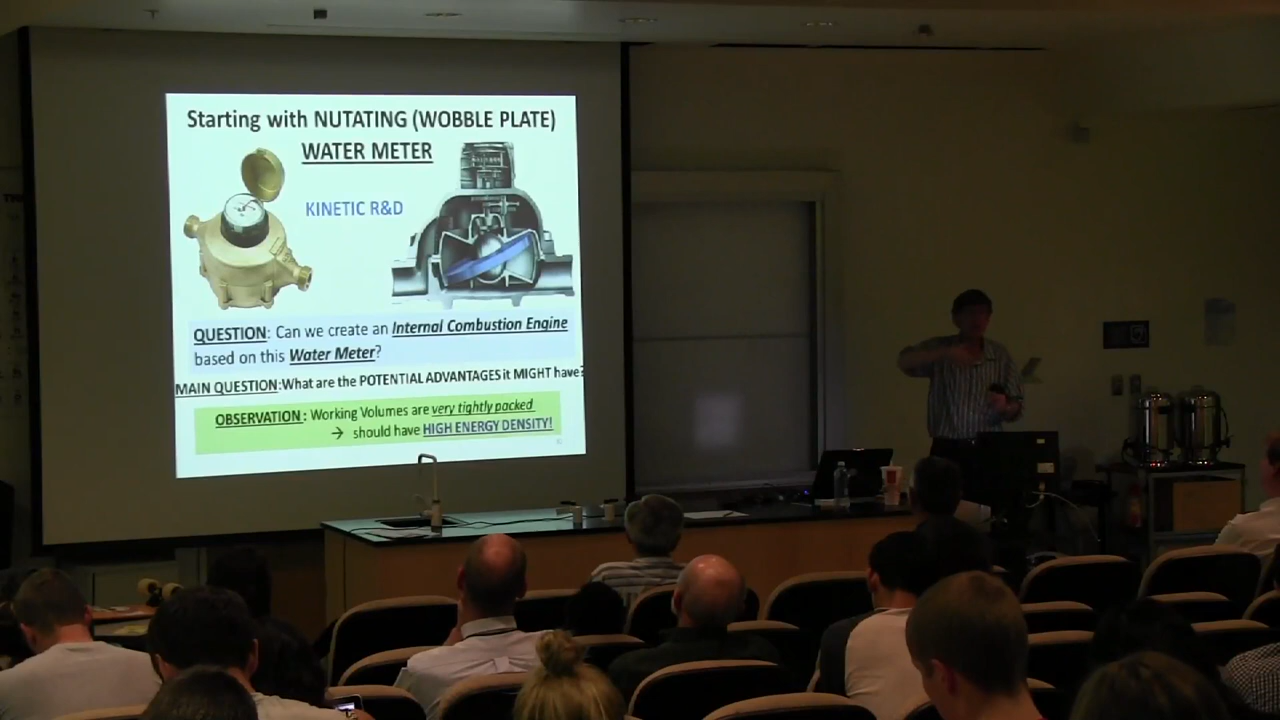 Starting with NUTATING (WOBBLE PLATE)
WATER METER
KINETIC R&D
QUESTION: Can we create an Internal Combustion Engine
based on this Water Meter?
MAIN QUESTION:What are the POTENTIAL ADVANTAGES it MIGHT have?
OBSERVATION: Working Volumes are very tightly packed
→ should have HIGH ENERGY DENSITY!